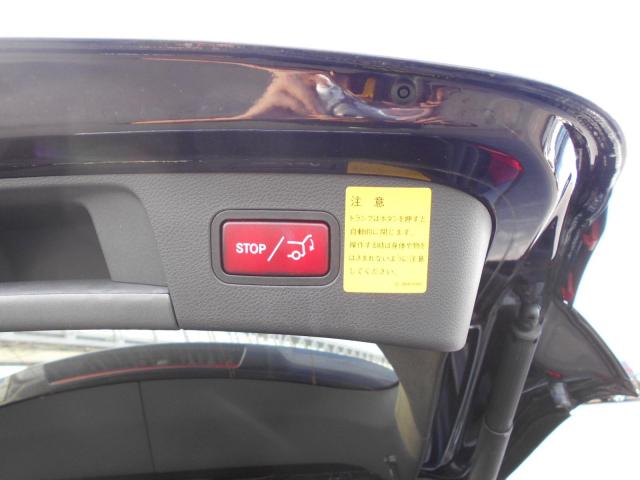 STOP
注意
トランクはボタンを押すと
自動的に閉じます。
操作する時は身体や物を
はさまれないように注意
してください。